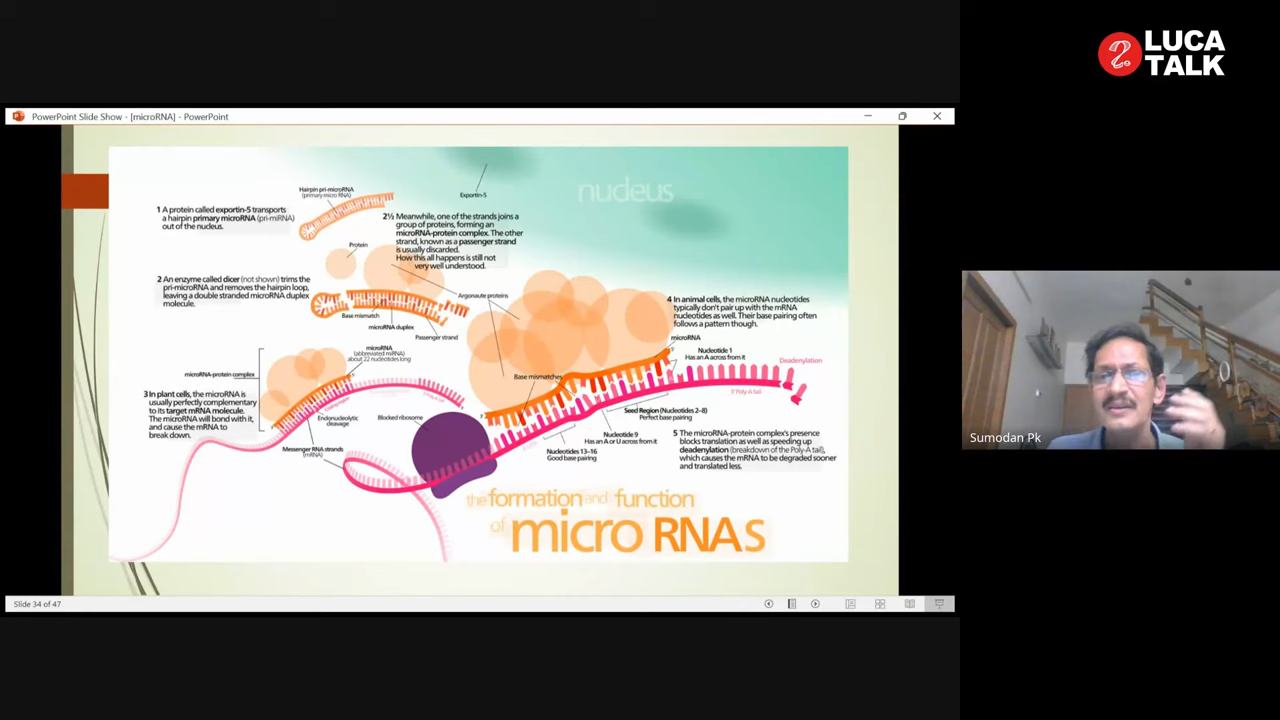 LUCA
TALK
PowerPoint Slide Show - [microRNA] - PowerPoint
nucleus
Exportin-5
Hairpin pri-microRNA
(primary micro RNA)
1 A protein called exportin-5 transports
a hairpin primary microRNA (pri-miRNA)
out of the nucleus.
2½ Meanwhile, one of the strands joins a
group of proteins, forming an
microRNA-protein complex. The other
strand, known as a passenger strand
is usually discarded.
How this all happens is still not
very well understood.
Protein
2 An enzyme called dicer (not shown) trims the
pri-microRNA and removes the hairpin loop,
leaving a double stranded microRNA duplex
molecule.
Argonaute proteins
Base mismatch
microRNA duplex
Passenger strand
4 In animal cells, the microRNA nucleotides
typically don't pair up with the mRNA
nucleotides as well. Their base pairing often
follows a pattern though.
microRNA
Nucleotide 1
Has an A across from it
Deadenylation
microRNA
(abbreviated miRNA)
about 22 nucleotides long
microRNA-protein complex
Base mismatches
3' Poly-A tail
3 In plant cells, the microRNA is
usually perfectly complementary
to its target mRNA molecule.
The microRNA will bond with it,
and cause the mRNA to
break down.
Endonucleolytic
cleavage
Blocked ribosome
Seed Region (Nucleotides 2–8)
Perfect base pairing
Nucleotide 9
Has an A or U across from it
Nucleotides 13–16
Good base pairing
Messenger RNA strands
(mRNA)
5 The microRNA-protein complex's presence
blocks translation as well as speeding up
deadenylation (breakdown of the Poly-A tail),
which causes the mRNA to be degraded sooner
and translated less.
the formation and function
of micro RNAs
Slide 34 of 47
Sumodan Pk